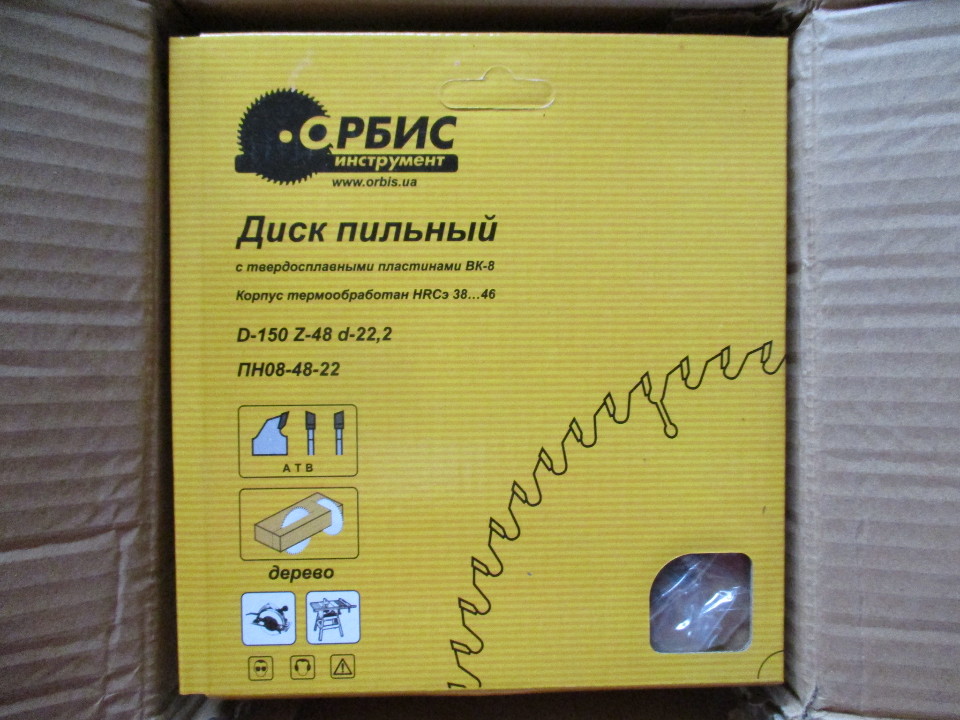 ОРБИС
инструмент
www.orbis.ua
Диск пильный
с твердосплавными пластинами ВК-8
Корпус термообработан HRCэ 38...46
D-150 Z-48 d-22,2
ПН08-48-22
A T B
дерево